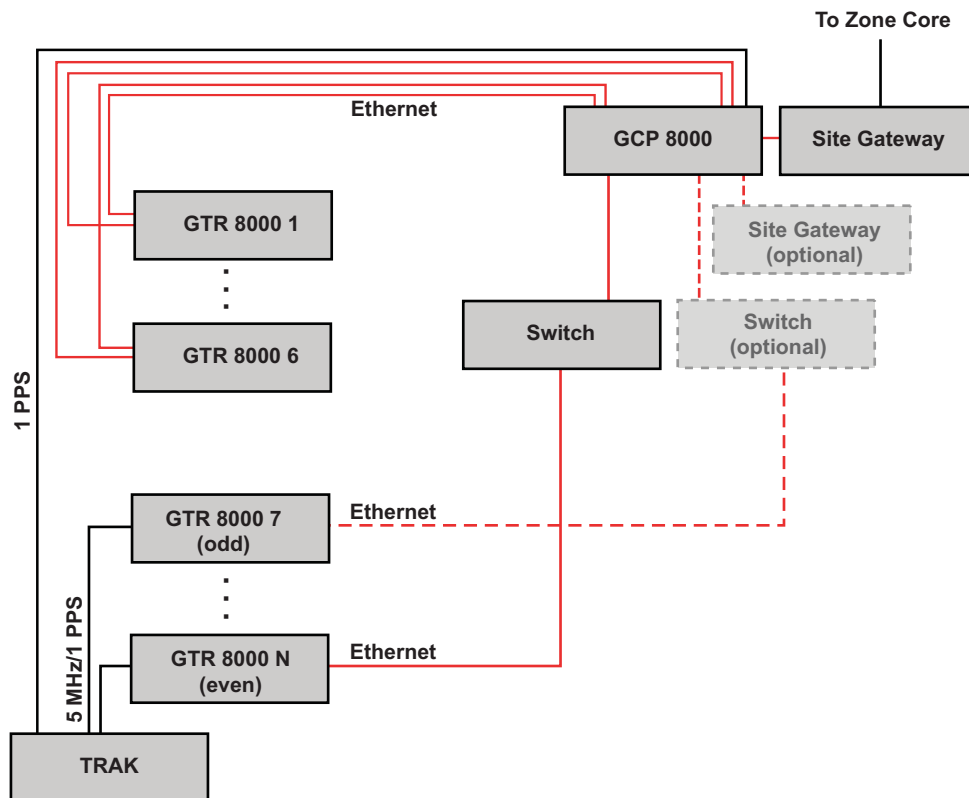 To Zone Core
Ethernet
GCP 8000
Site Gateway
GTR 8000 1
Site Gateway
(optional)
GTR 8000 6
Switch
Switch
(optional)
1 PPS
GTR 8000 7
(odd)
Ethernet
5 MHz/1 PPS
GTR 8000 N
(even)
Ethernet
TRAK